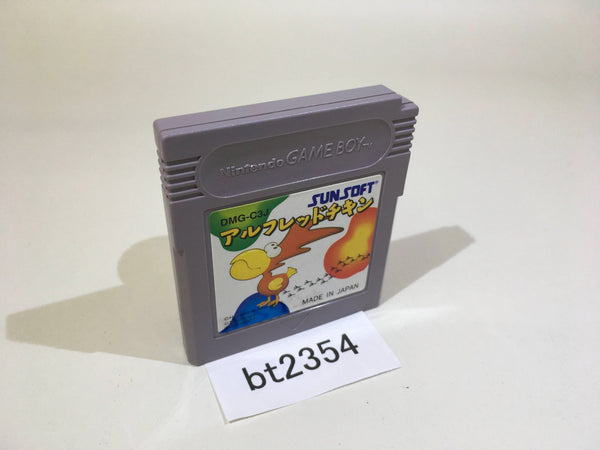 Nintendo GAME BOY TM
SUNSOFT®
DMG-C3J
アルフレッドチキン
MADE IN JAPAN
bt2354